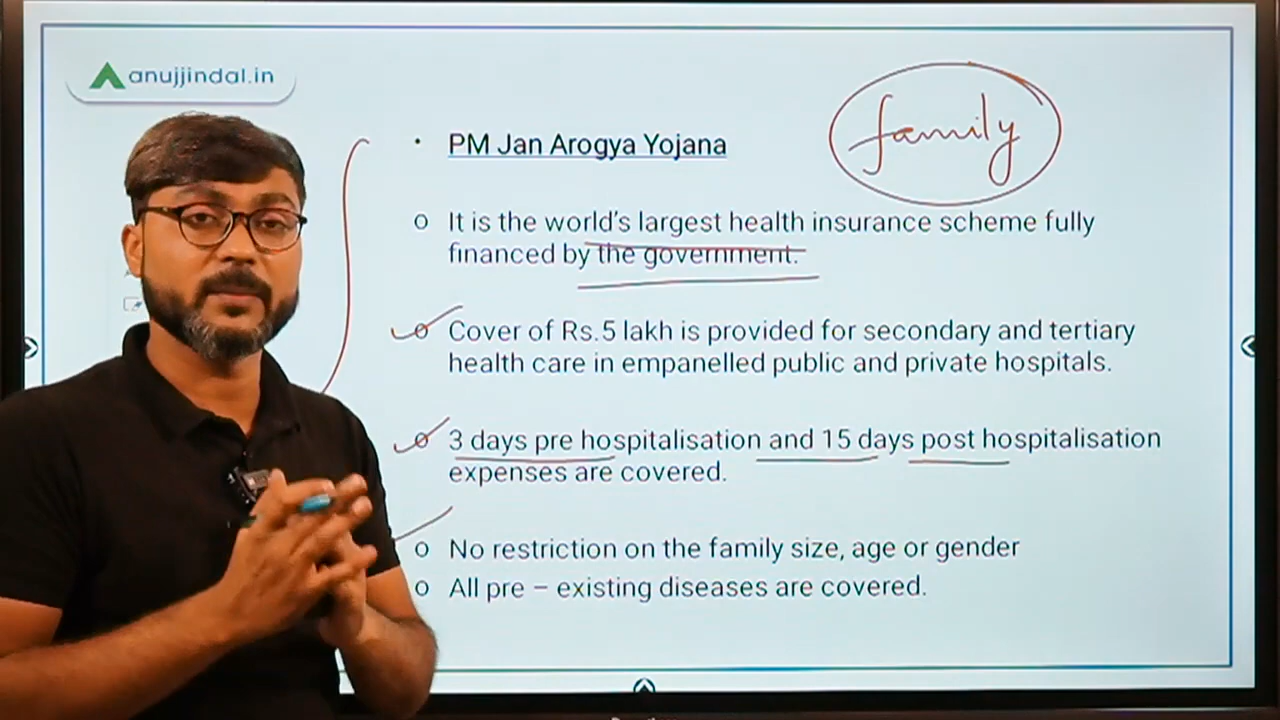 anujjindal.in
family
• PM Jan Arogya Yojana
o It is the world's largest health insurance scheme fully
financed by the government.
o Cover of Rs.5 lakh is provided for secondary and tertiary
health care in empanelled public and private hospitals.
o 3 days pre hospitalisation and 15 days post hospitalisation
expenses are covered.
o No restriction on the family size, age or gender
o All pre – existing diseases are covered.